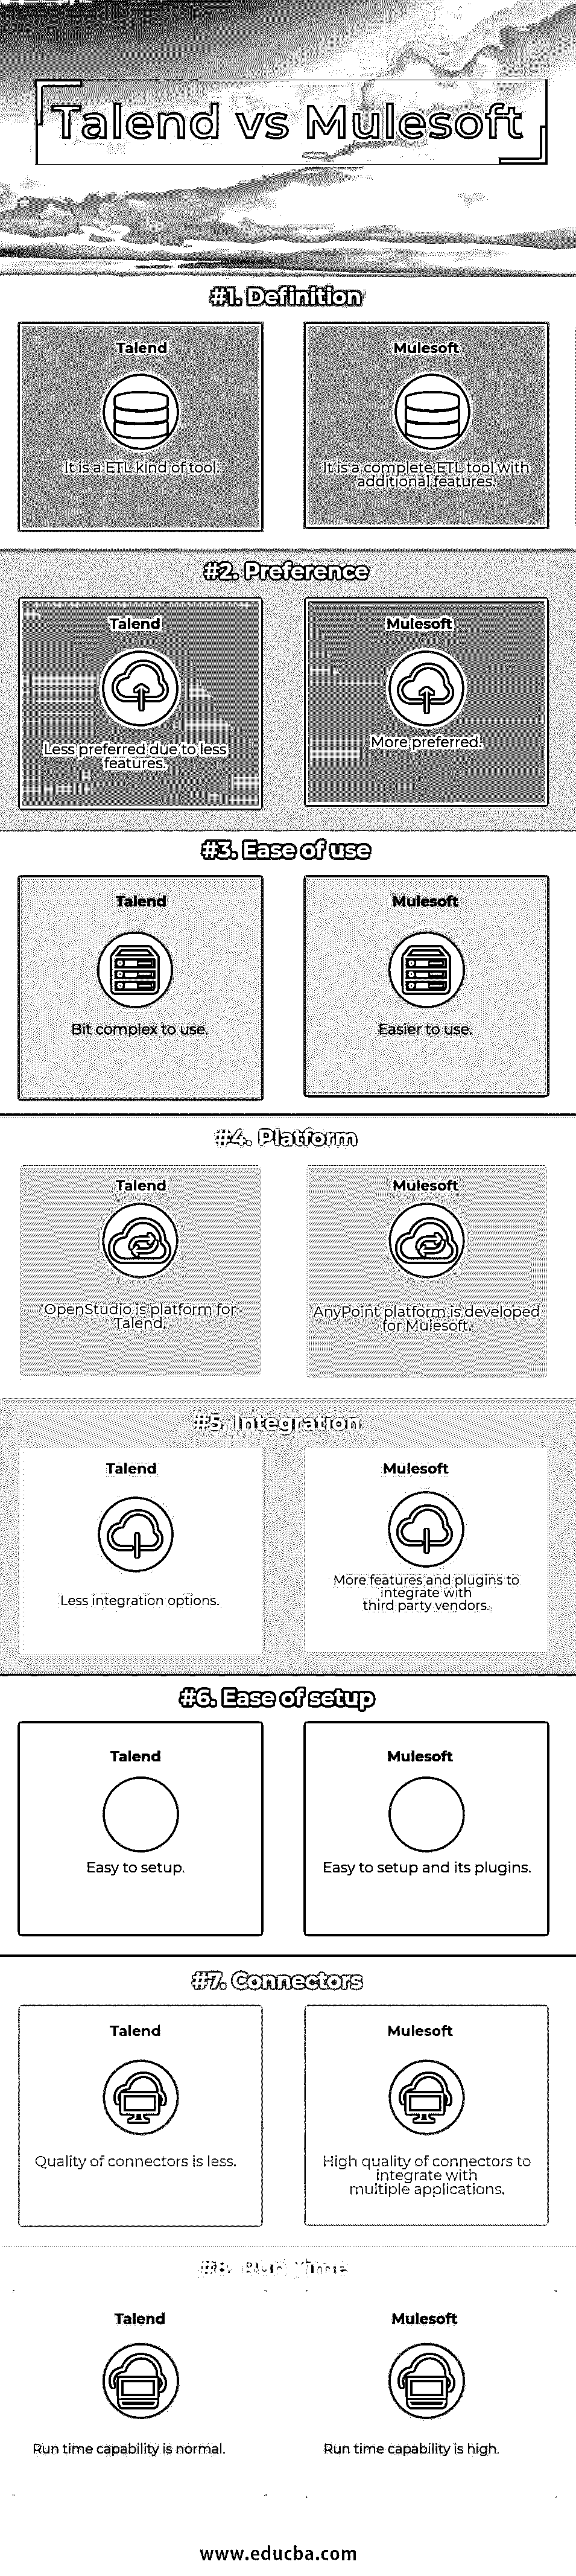 Talend vs Mulesoft
#1. Definition
Talend
It is a ETL kind of tool.
Mulesoft
It is a complete ETL tool with
additional features.
#2. Preference
Talend
Less preferred due to less
features.
Mulesoft
More preferred.
#3. Ease of use
Talend
Bit complex to use.
Mulesoft
Easier to use.
#4. Platform
Talend
OpenStudio is platform for
Talend.
Mulesoft
AnyPoint platform is developed
for Mulesoft.
#5. Integration
Talend
Less integration options.
Mulesoft
More features and plugins to
integrate with
third party vendors.
#6. Ease of setup
Talend
Easy to setup.
Mulesoft
Easy to setup and its plugins.
#7. Connectors
Talend
Quality of connectors is less.
Mulesoft
High quality of connectors to
integrate with
multiple applications.
#8. Run Time
Talend
Run time capability is normal.
Mulesoft
Run time capability is high.
www.educba.com